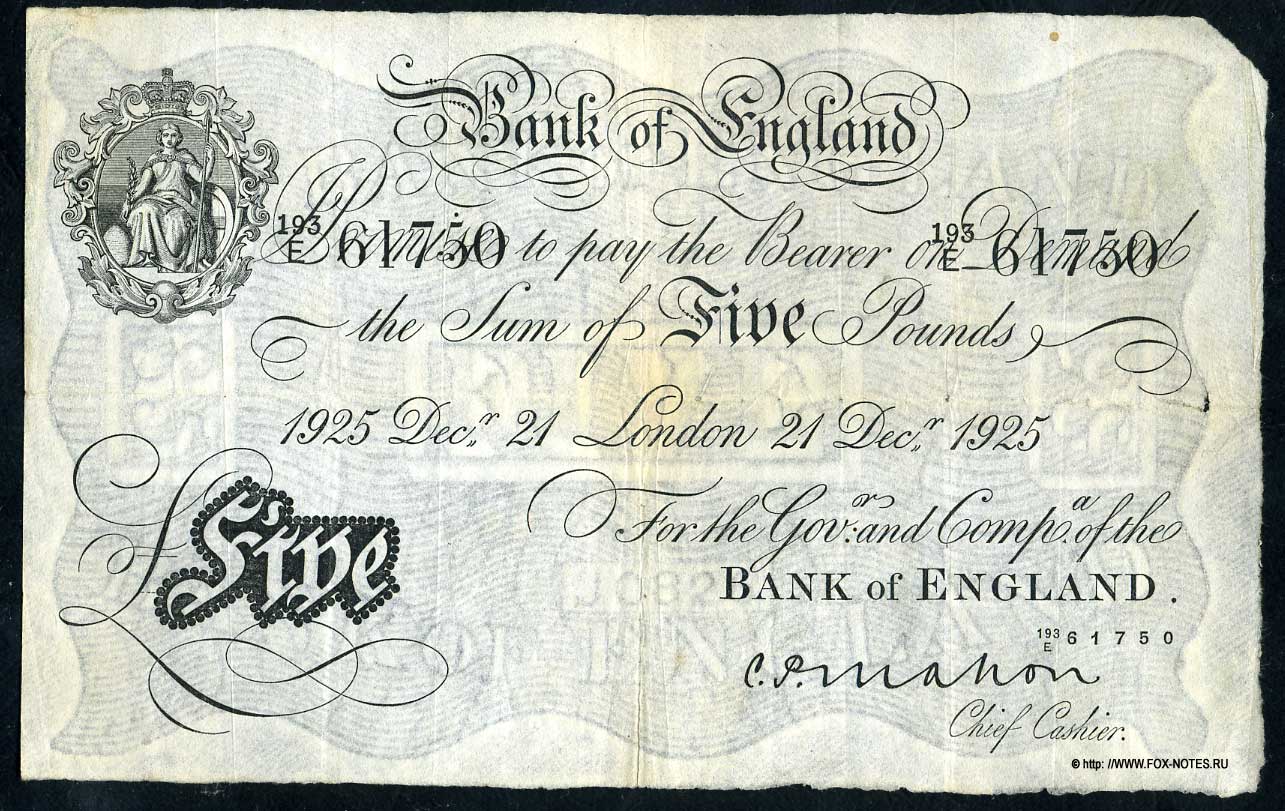 Bank of England
I Promise to pay the Bearer on Demand
193/E 61750 193/E 61750
the Sum of Five Pounds
1925 Dec.r 21 London 21 Dec.r 1925
For the Gov.r and Comp.a of the
£ Five
BANK of ENGLAND.
193/E 61750
C.P. Mahon
Chief Cashier.
© http: //WWW.FOX-NOTES.RU